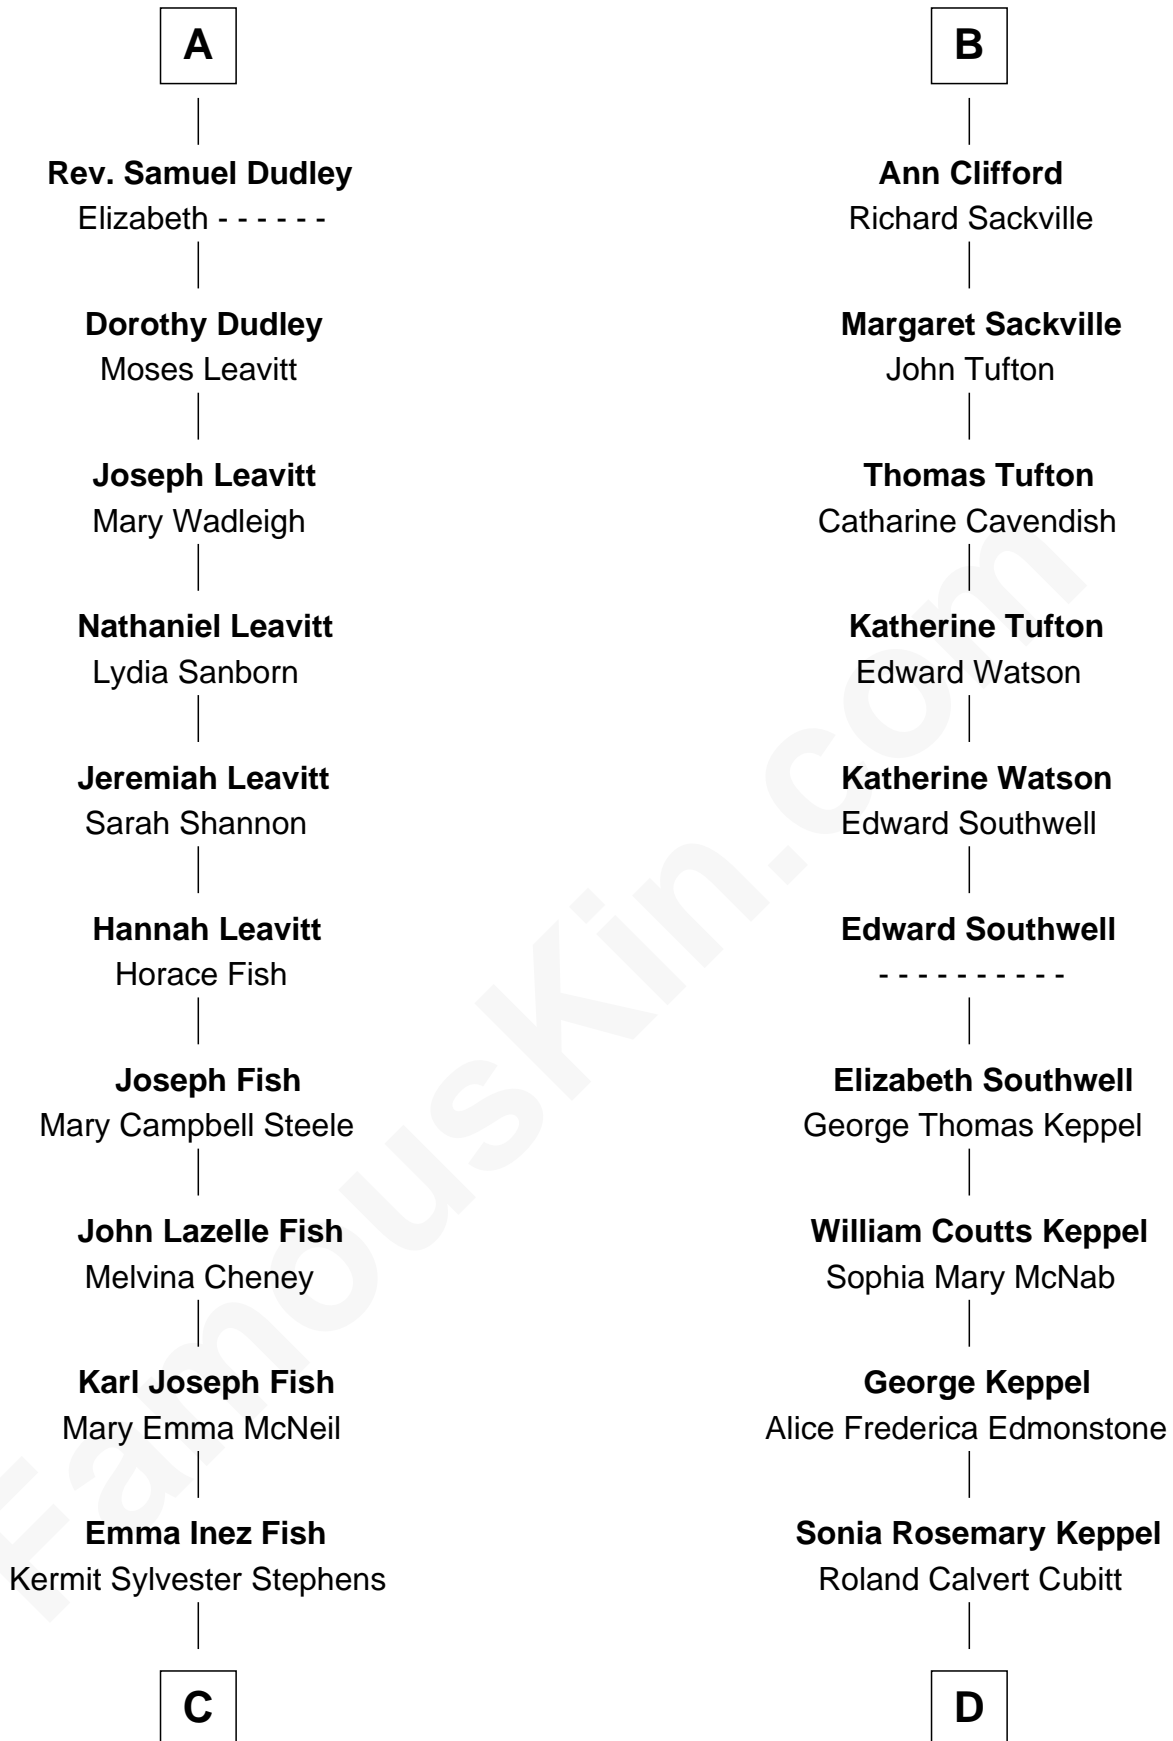 A
Rev. Samuel Dudley
Elizabeth - - - - - -
Dorothy Dudley
Moses Leavitt
Joseph Leavitt
Mary Wadleigh
Nathaniel Leavitt
Lydia Sanborn
Jeremiah Leavitt
Sarah Shannon
Hannah Leavitt
Horace Fish
Joseph Fish
Mary Campbell Steele
John Lazelle Fish
Melvina Cheney
Karl Joseph Fish
Mary Emma McNeil
Emma Inez Fish
Kermit Sylvester Stephens
C
B
Ann Clifford
Richard Sackville
Margaret Sackville
John Tufton
Thomas Tufton
Catharine Cavendish
Katherine Tufton
Edward Watson
Katherine Watson
Edward Southwell
Edward Southwell
- - - - - - - - - -
Elizabeth Southwell
George Thomas Keppel
William Coutts Keppel
Sophia Mary McNab
George Keppel
Alice Frederica Edmonstone
Sonia Rosemary Keppel
Roland Calvert Cubitt
D
FamousKin.com